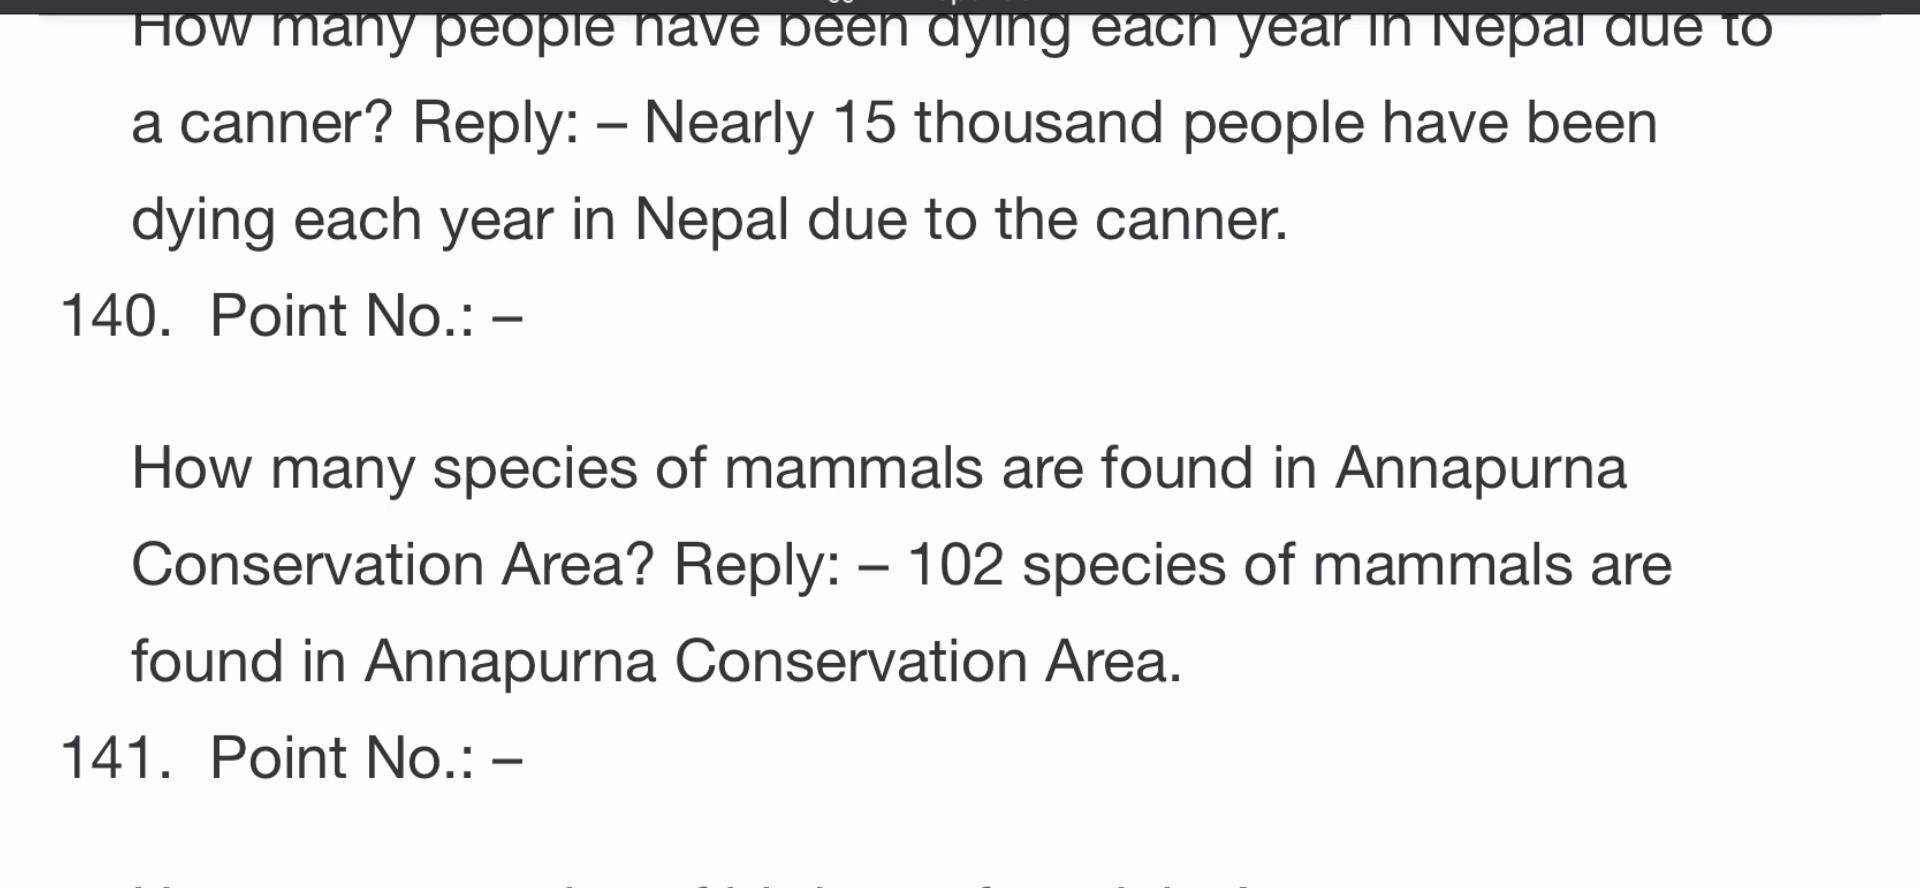 How many people have been dying each year in Nepal due to
a canner? Reply: – Nearly 15 thousand people have been
dying each year in Nepal due to the canner.
140. Point No.: –
How many species of mammals are found in Annapurna
Conservation Area? Reply: – 102 species of mammals are
found in Annapurna Conservation Area.
141. Point No.: –